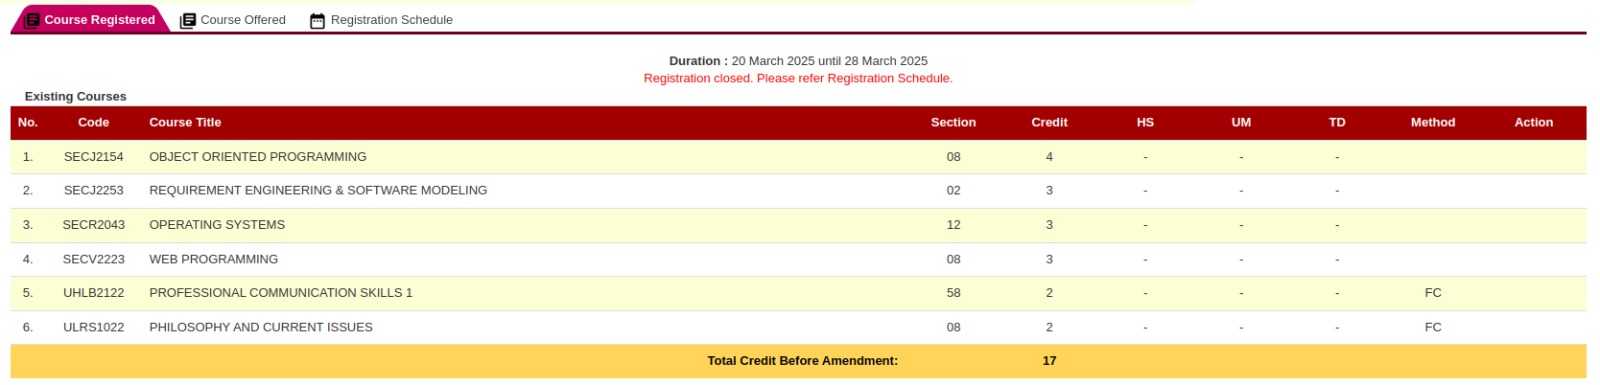 Course Registered Course Offered Registration Schedule
Duration : 20 March 2025 until 28 March 2025
Registration closed. Please refer Registration Schedule.
Existing Courses
No. Code Course Title Section Credit HS UM TD Method Action
1. SECJ2154 OBJECT ORIENTED PROGRAMMING 08 4 - - -
2. SECJ2253 REQUIREMENT ENGINEERING & SOFTWARE MODELING 02 3 - - -
3. SECR2043 OPERATING SYSTEMS 12 3 - - -
4. SECV2223 WEB PROGRAMMING 08 3 - - -
5. UHLB2122 PROFESSIONAL COMMUNICATION SKILLS 1 58 2 - - - FC
6. ULRS1022 PHILOSOPHY AND CURRENT ISSUES 08 2 - - - FC
Total Credit Before Amendment: 17